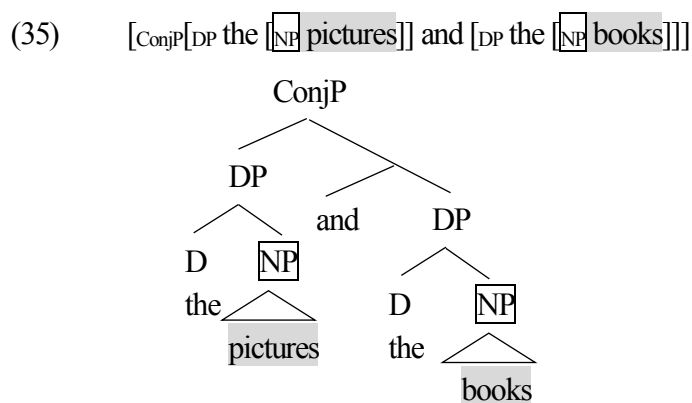 (35) [ConjP[DP the [NP pictures]] and [DP the [NP books]]]
ConjP
DP
and DP
D NP
the D NP
pictures the
books